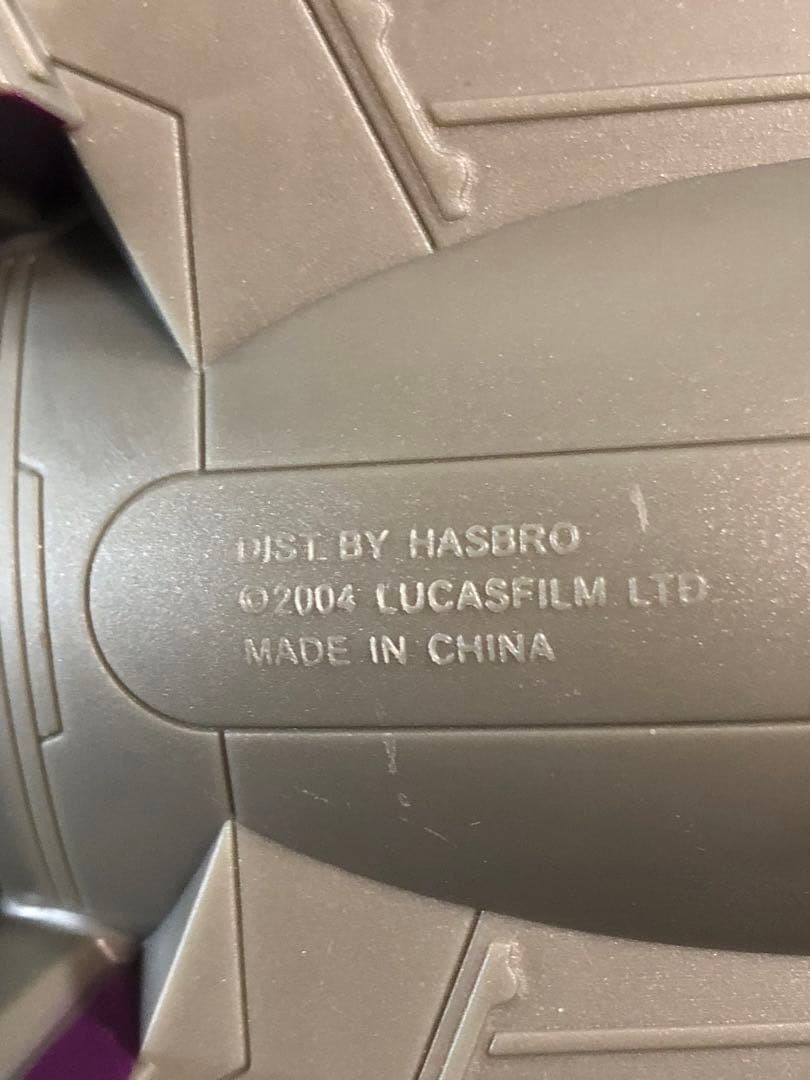 DIST. BY HASBRO
©2004 LUCASFILM LTD.
MADE IN CHINA